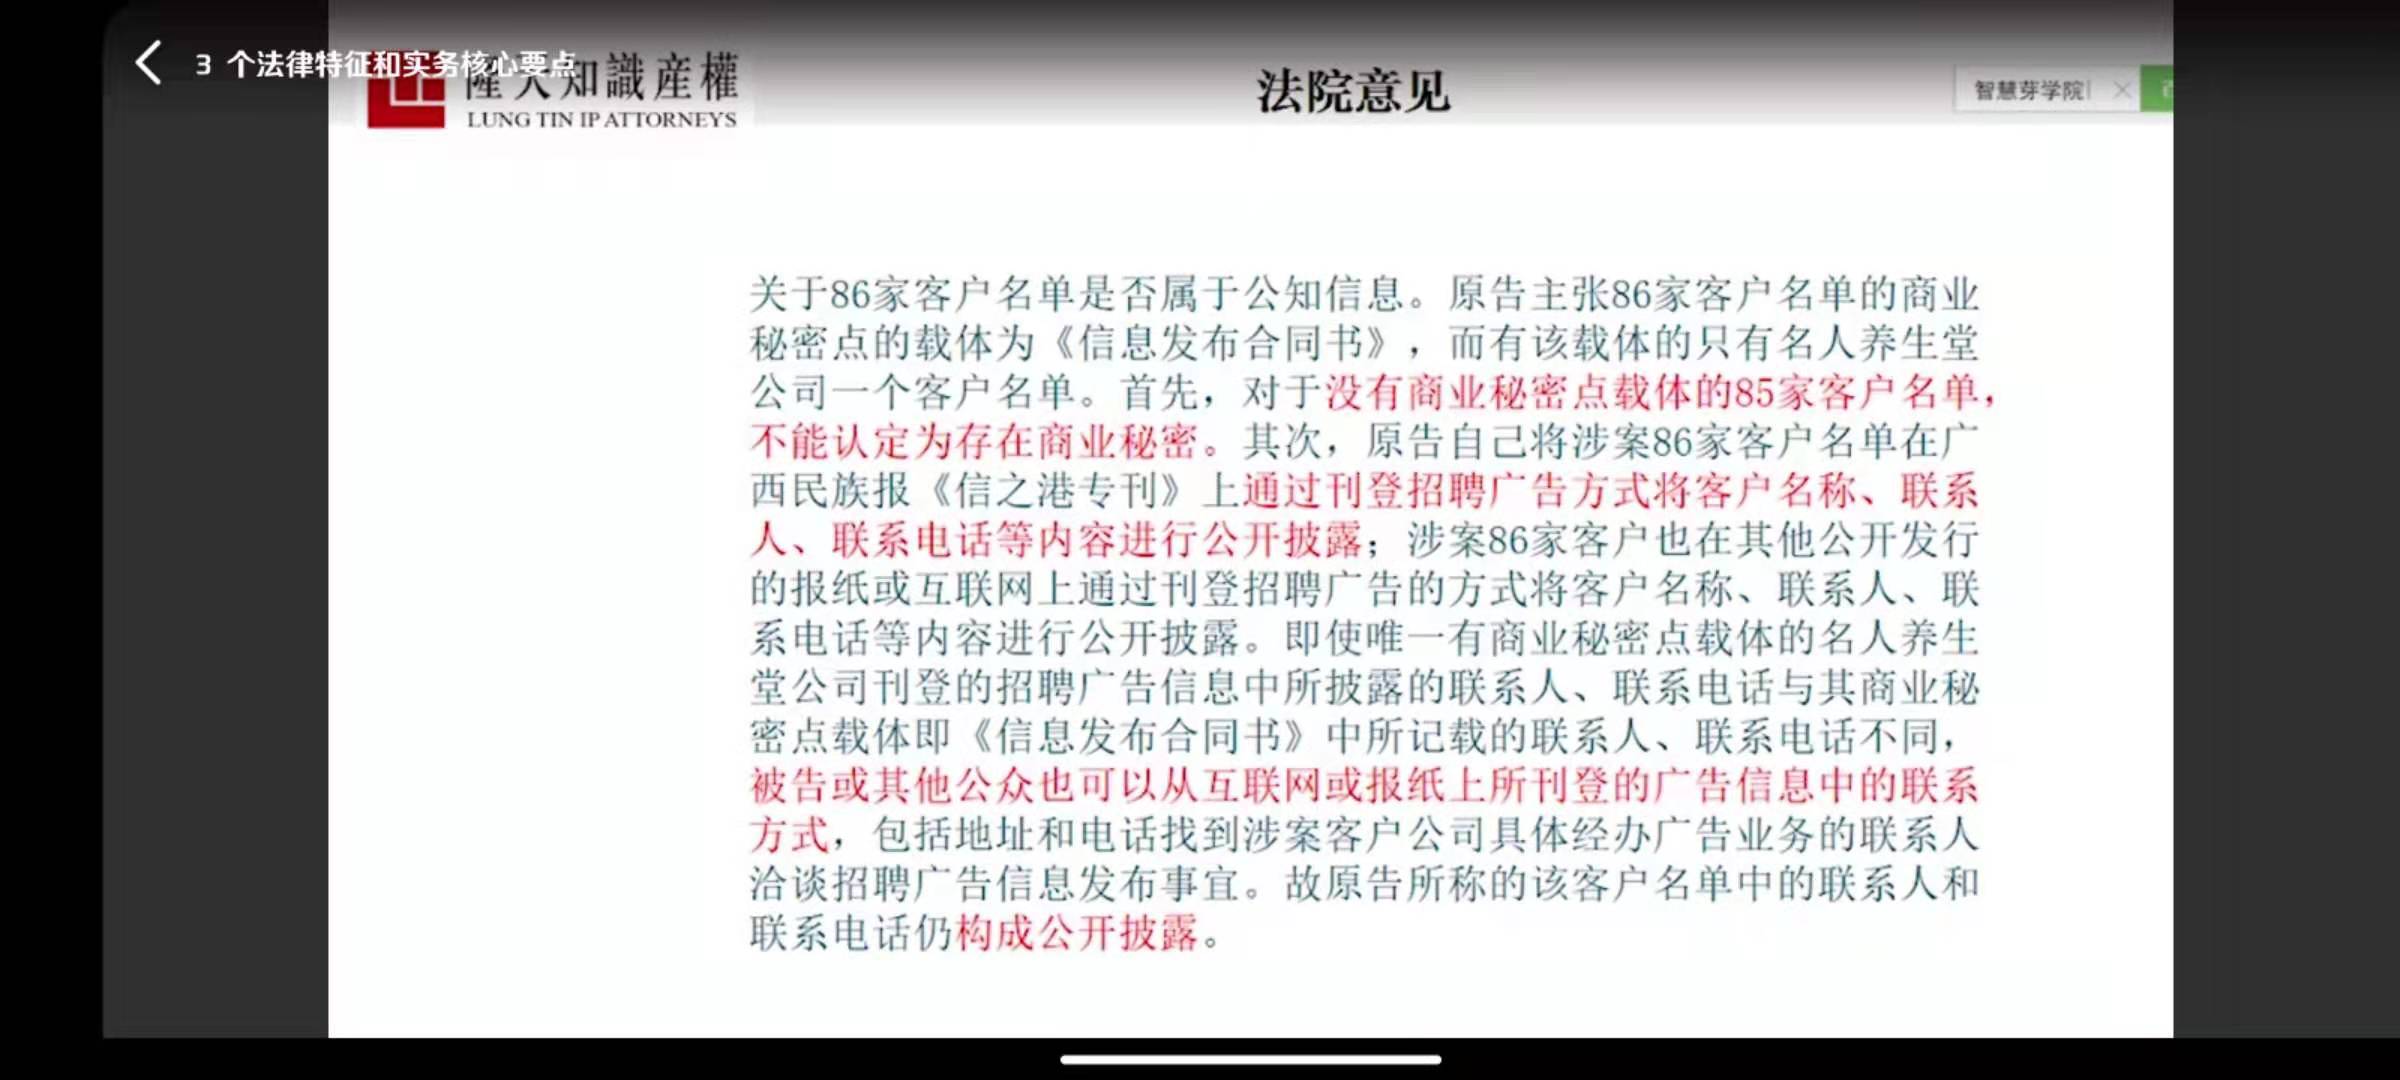 3 个法律特征和实务核心要点
隆天知識産權
LUNG TIN IP ATTORNEYS
法院意见
智慧芽学院
关于86家客户名单是否属于公知信息。原告主张86家客户名单的商业
秘密点的载体为《信息发布合同书》，而有该载体的只有名人养生堂
公司一个客户名单。首先，对于没有商业秘密点载体的85家客户名单，
不能认定为存在商业秘密。其次，原告自己将涉案86家客户名单在广
西民族报《信之港专刊》上通过刊登招聘广告方式将客户名称、联系
人、联系电话等内容进行公开披露；涉案86家客户也在其他公开发行
的报纸或互联网上通过刊登招聘广告的方式将客户名称、联系人、联
系电话等内容进行公开披露。即使唯一有商业秘密点载体的名人养生
堂公司刊登的招聘广告信息中所披露的联系人、联系电话与其商业秘
密点载体即《信息发布合同书》中所记载的联系人、联系电话不同，
被告或其他公众也可以从互联网或报纸上所刊登的广告信息中的联系
方式，包括地址和电话找到涉案客户公司具体经办广告业务的联系人
洽谈招聘广告信息发布事宜。故原告所称的该客户名单中的联系人和
联系电话仍构成公开披露。